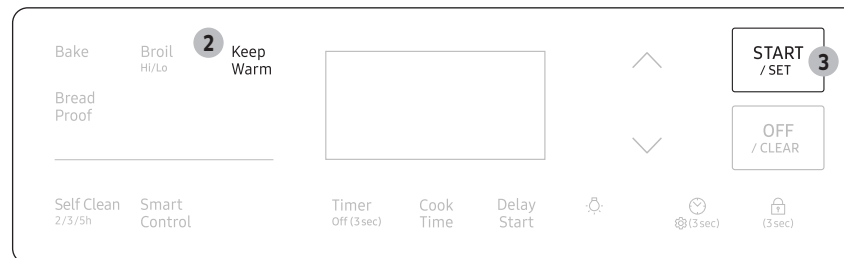 Bake
Broil
Hi/Lo
2
Keep
Warm
START
/ SET
3
Bread
Proof
OFF
/ CLEAR
Self Clean
2/3/5h
Smart
Control
Timer
Off (3 sec)
Cook
Time
Delay
Start
(3 sec)
(3 sec)